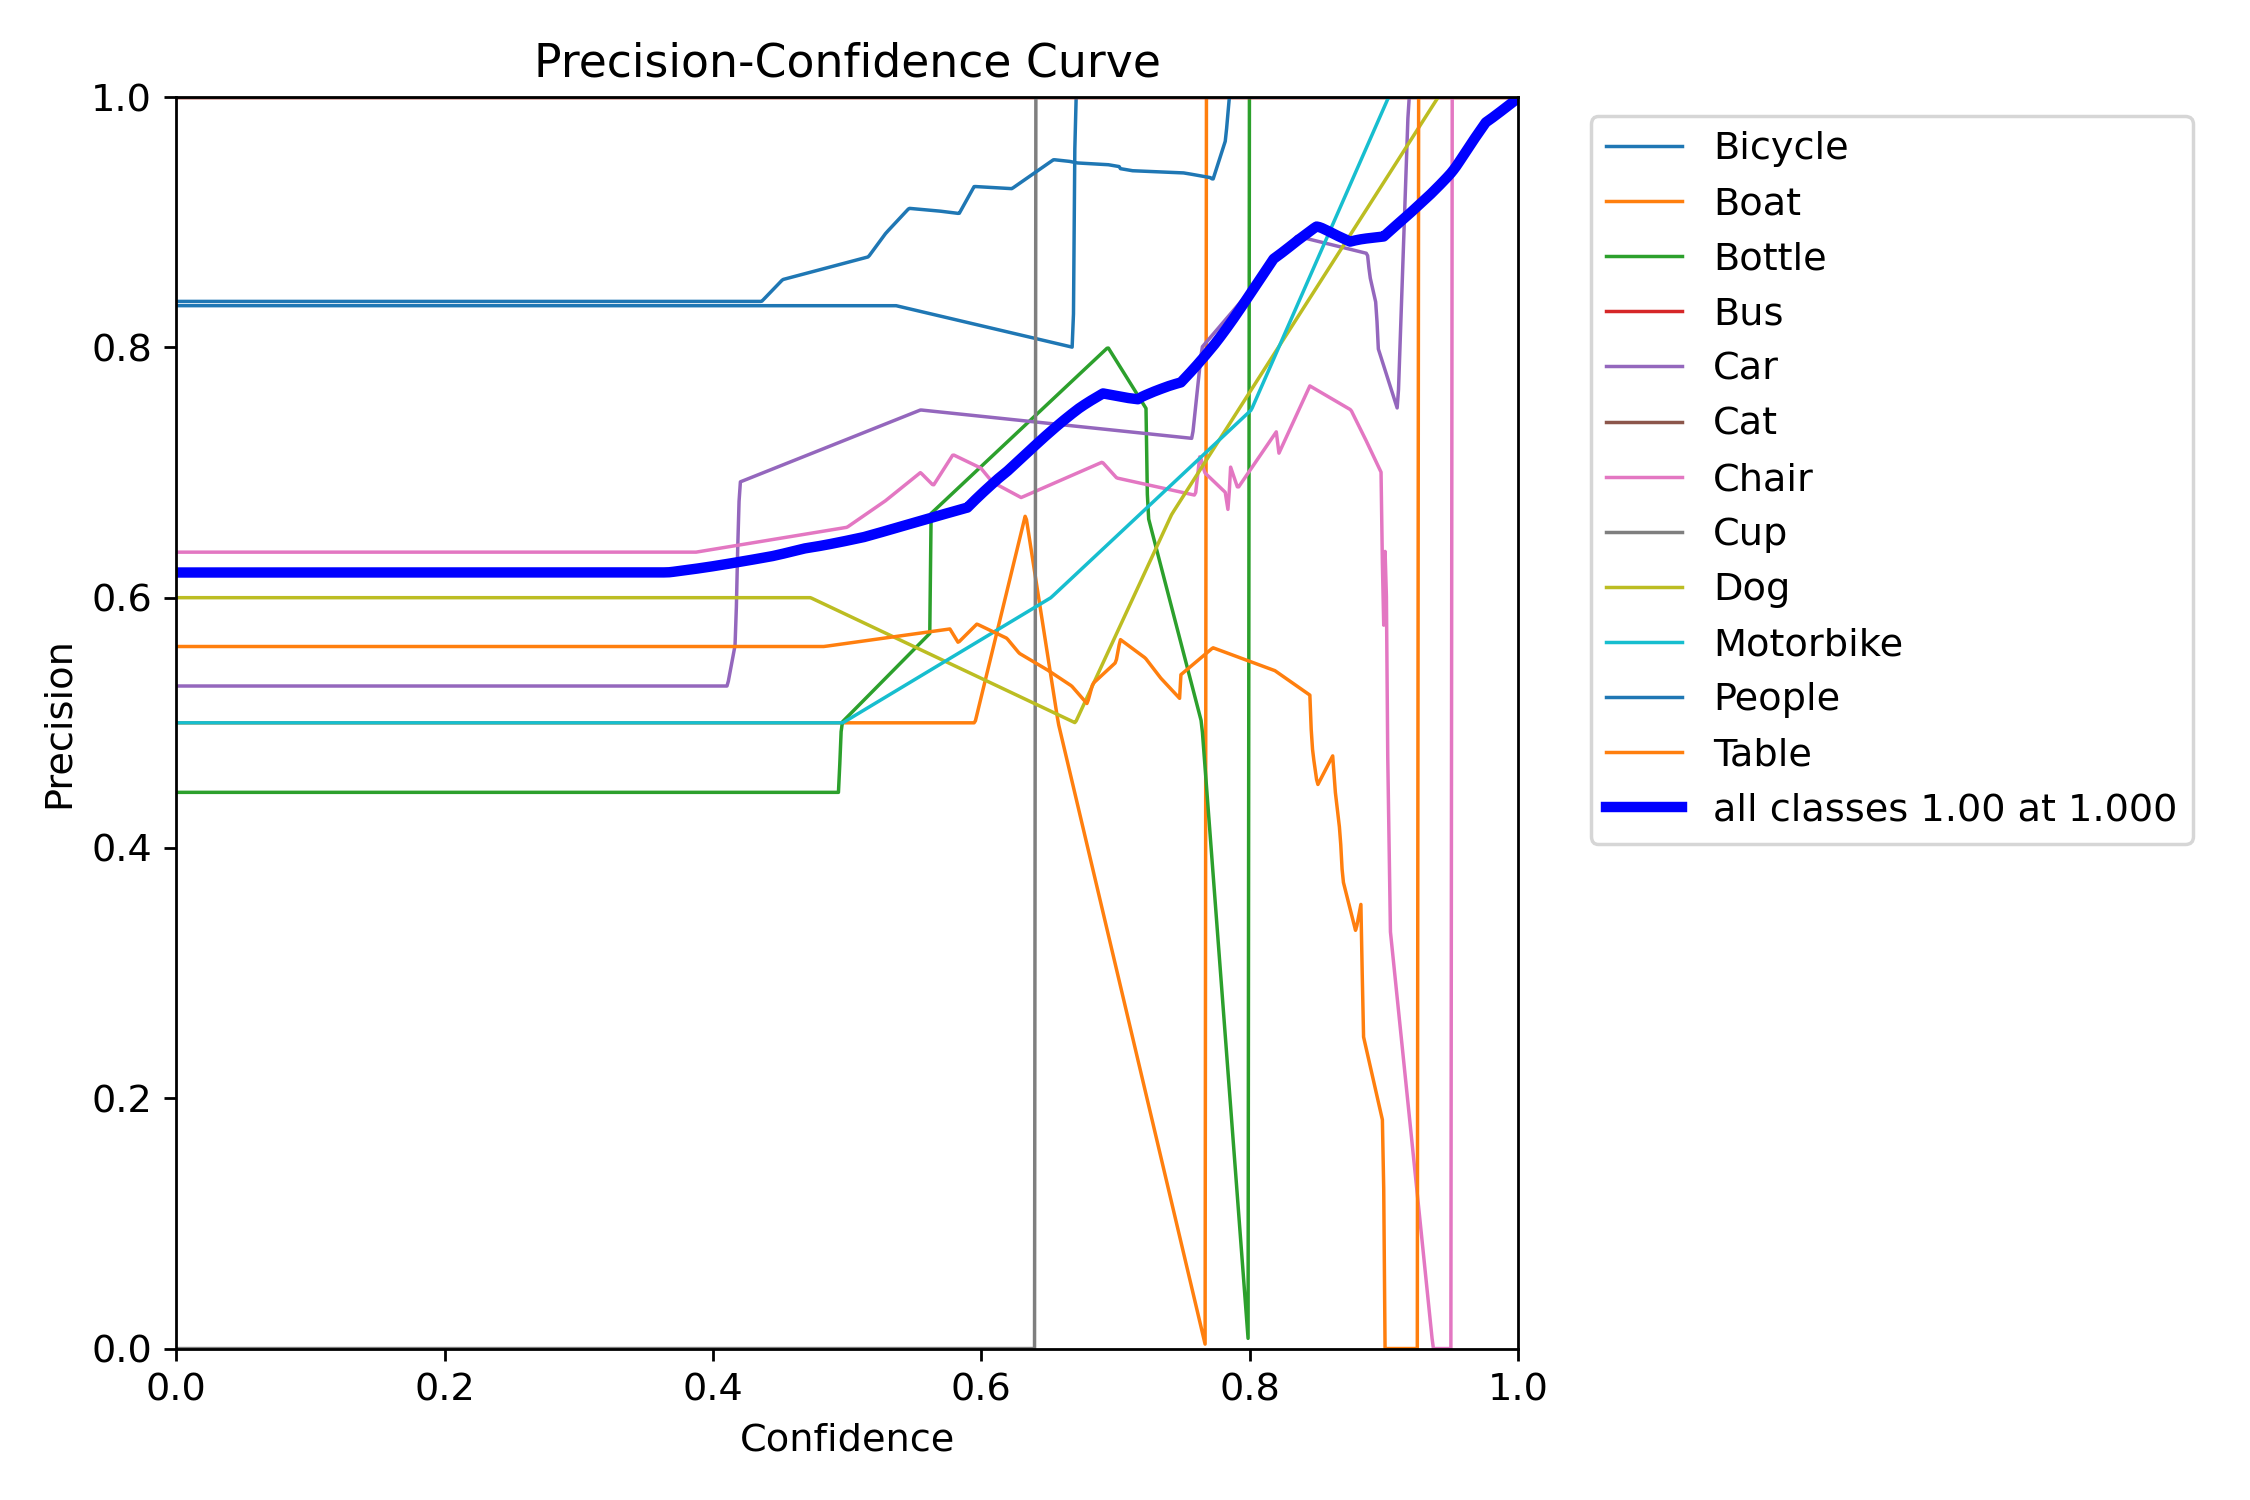 Precision-Confidence Curve
1.0
0.8
0.6
0.4
0.2
0.0
Precision
0.0 0.2 0.4 0.6 0.8 1.0
Confidence
Bicycle
Boat
Bottle
Bus
Car
Cat
Chair
Cup
Dog
Motorbike
People
Table
all classes 1.00 at 1.000